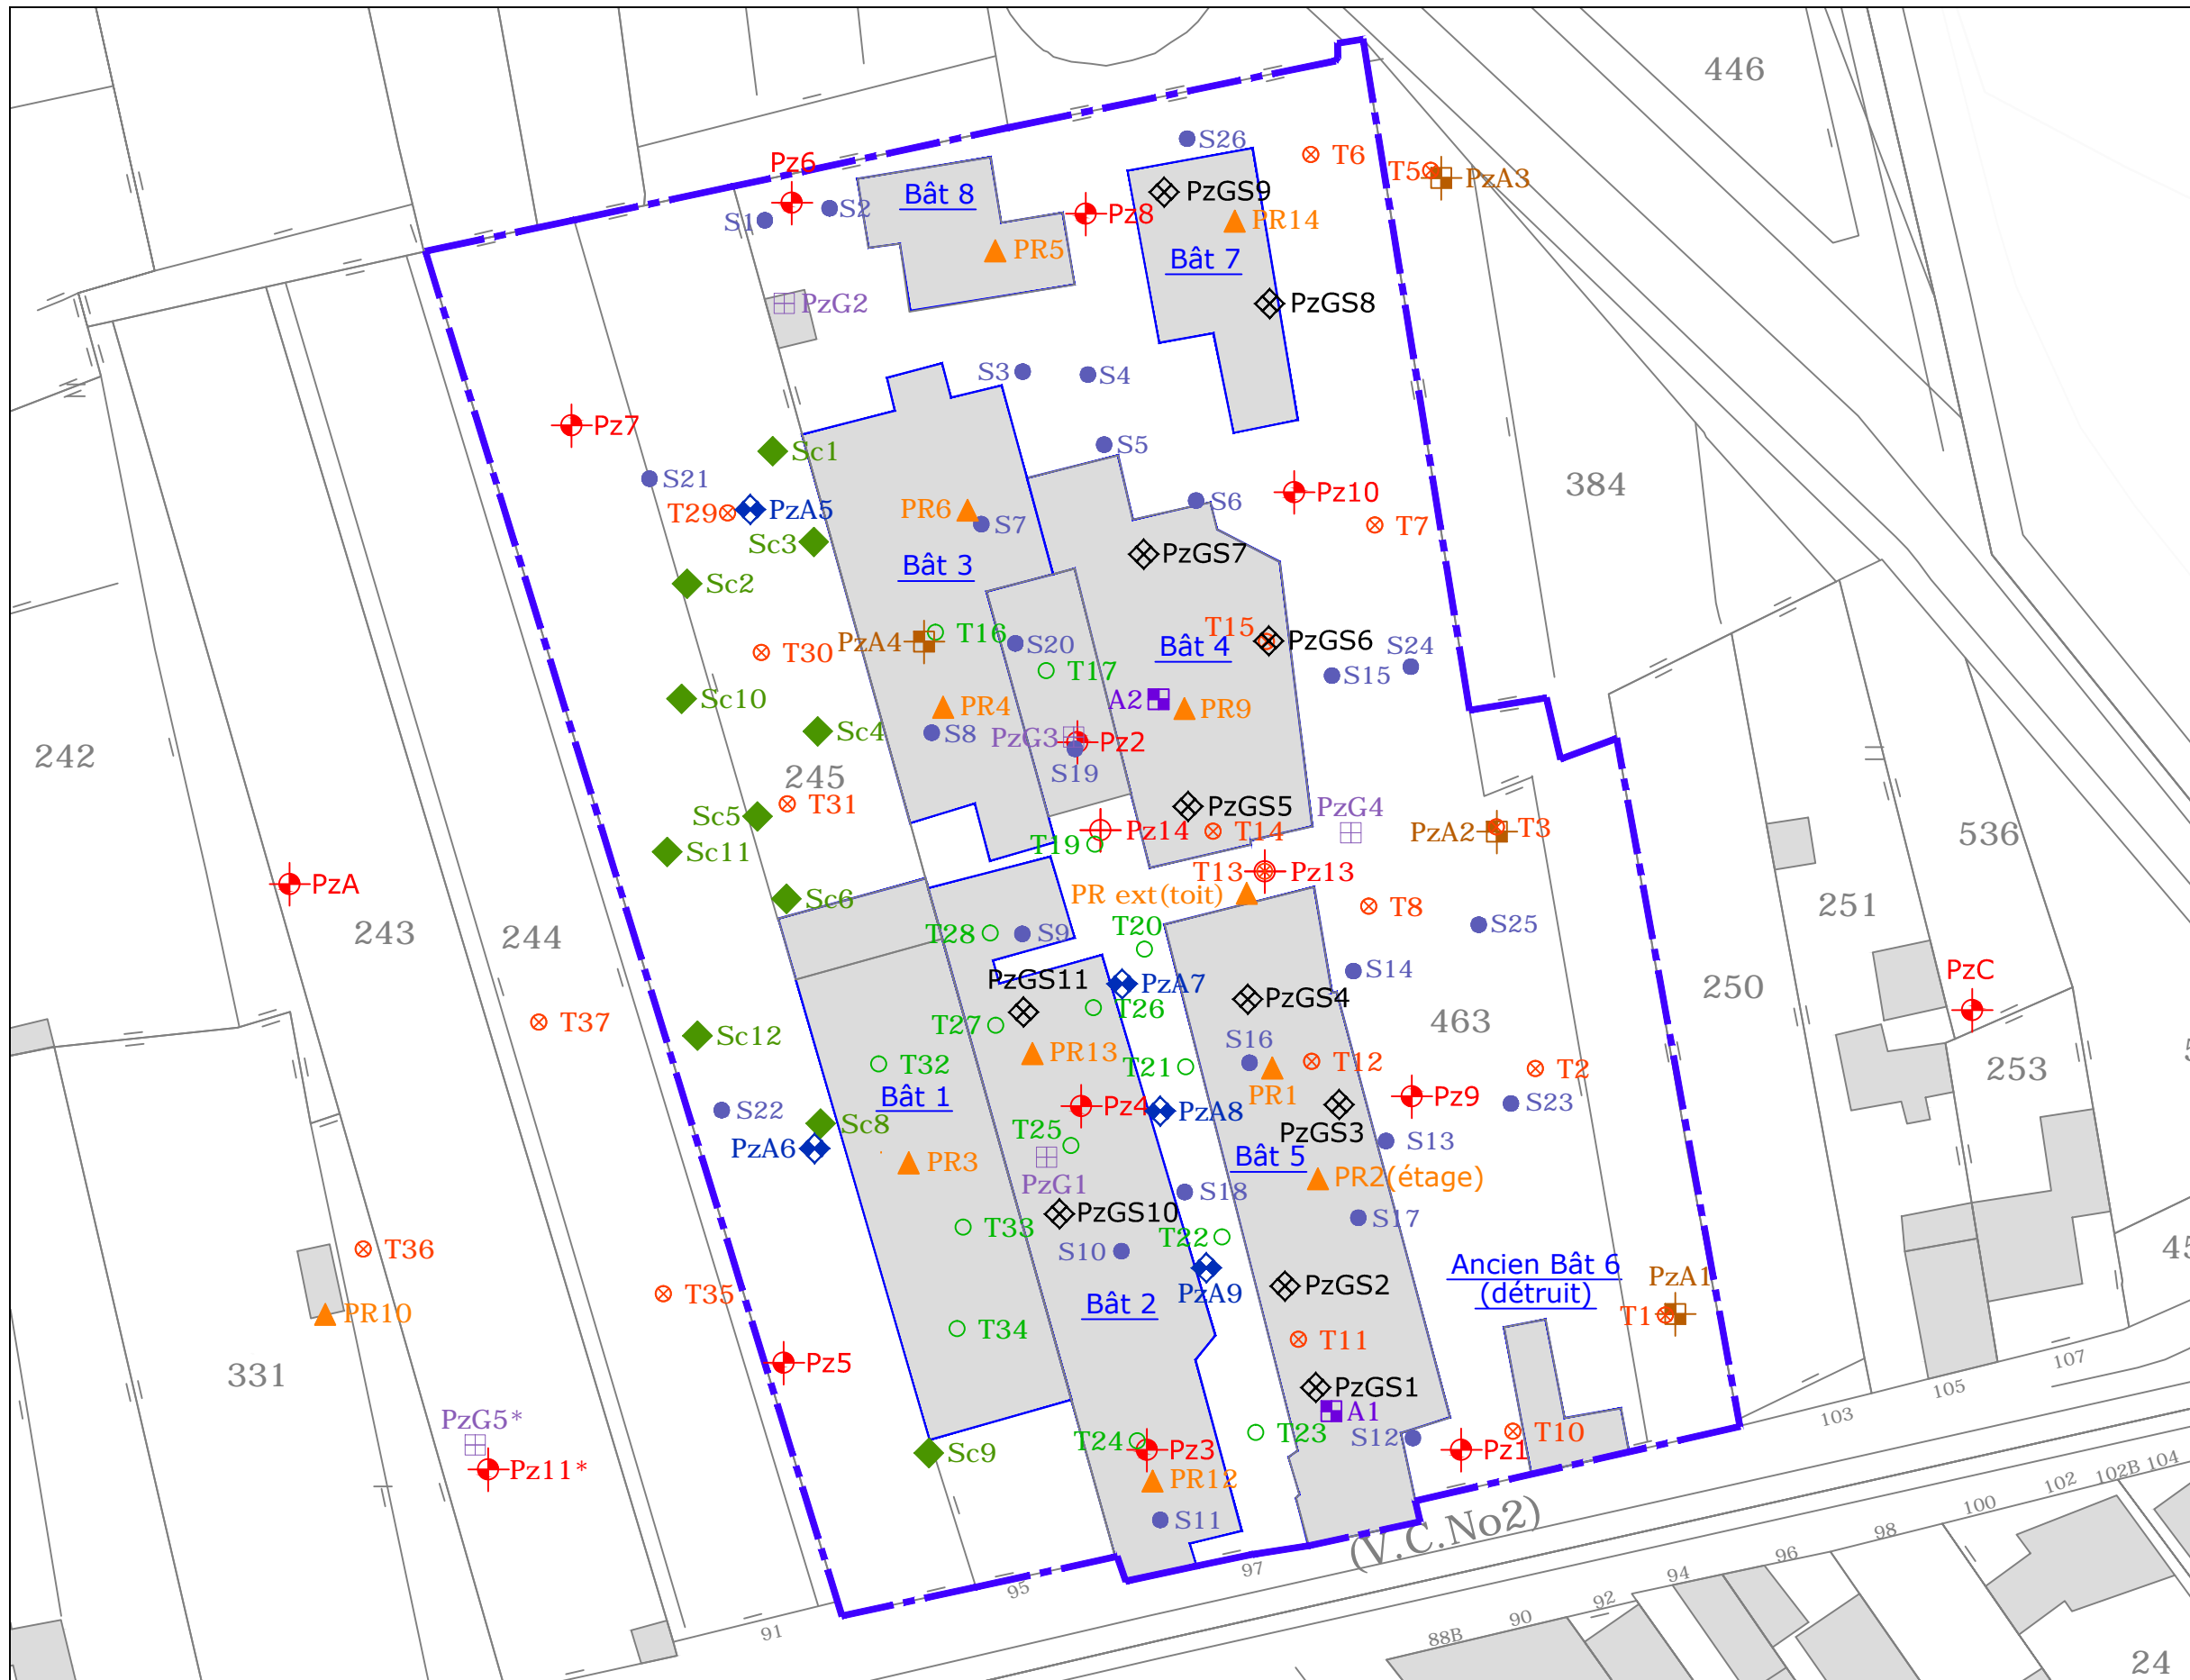 446
S26
T6
Pz6
T5
PzA3
Bât 8
PzGS9
S1
S2
Pz8
PR14
PR5
Bât 7
PzG2
PzGS8
S3
S4
Pz7
S5
Sc1
S21
384
Pz10
S6
T29
PzA5
PR6
S7
T7
Sc3
PzGS7
Bât 3
Sc2
T15
PzGS6
PzA4
T16
S20
Bât 4
S24
T30
T17
S15
Sc10
A2
PR9
PR4
Sc4
S8
PzG3
Pz2
242
S19
245
T31
PzGS5
PzG4
Sc5
Pz14
T14
PzA2
T3
536
T19
Sc11
T13
Pz13
PzA
PR ext(toit)
Sc6
T8
251
243
244
T28
S9
T20
S25
PzC
PzGS11
PzA7
S14
250
PzGS4
T26
T37
T27
463
Sc12
S16
PR13
T12
T32
T21
T2
253
PR1
Bât 1
Pz4
Pz9
S22
PzA8
S23
Sc8
T25
PzGS3
S13
PzA6
Bât 5
PR3
PR2(étage)
PzG1
S18
PzGS10
S17
T33
T22
T36
S10
45
Ancien Bât 6
(détruit)
PzA1
PzGS2
T35
PzA9
Bât 2
PR10
T1
T34
T11
Pz5
107
331
PzGS1
105
A1
PzG5*
103
T24
T23
S12
T10
Sc9
Pz3
Pz1
Pz11*
PR12
104
102B
102
100
S11
(V.C.No2)
98
97
96
95
94
92
90
91
88B
24